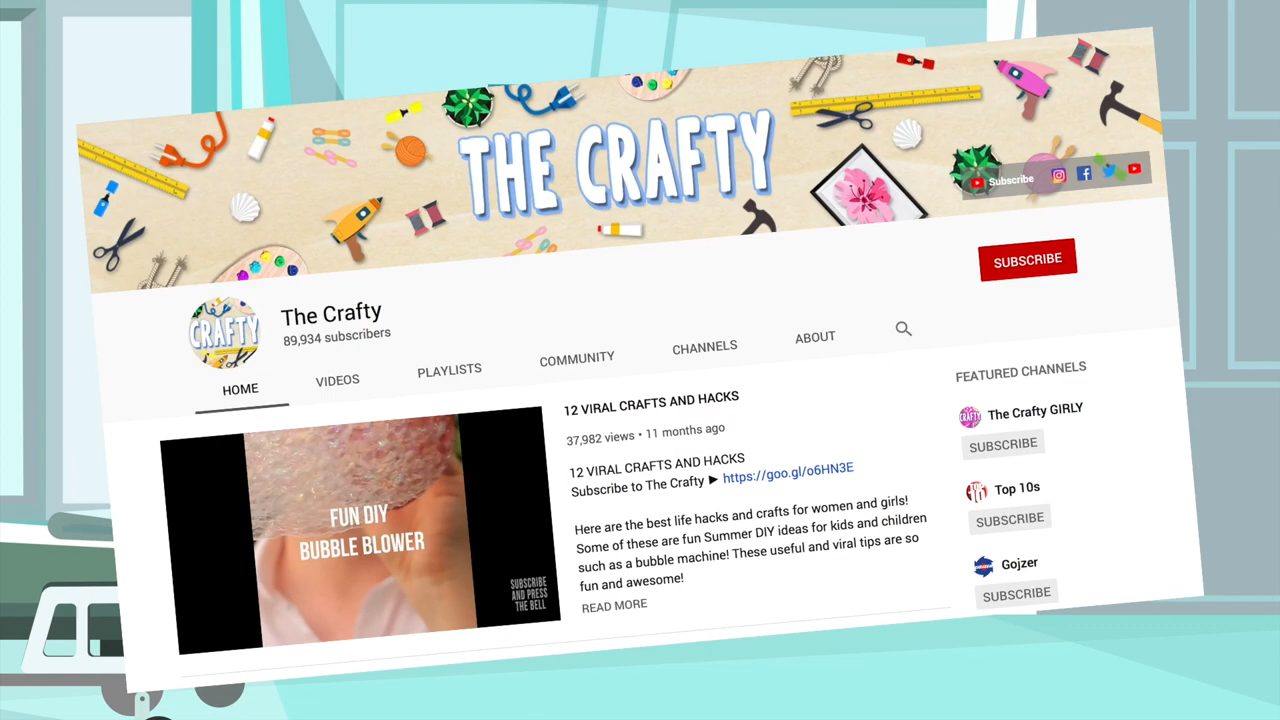 THE CRAFTY
Subscribe
SUBSCRIBE
CRAFTY
The Crafty
89,934 subscribers
HOME
VIDEOS
PLAYLISTS
COMMUNITY
CHANNELS
ABOUT
FUN DIY
BUBBLE BLOWER
SUBSCRIBE
AND PRESS
THE BELL
12 VIRAL CRAFTS AND HACKS
37,982 views • 11 months ago
12 VIRAL CRAFTS AND HACKS
Subscribe to The Crafty ► https://goo.gl/o6HN3E
Here are the best life hacks and crafts for women and girls!
Some of these are fun Summer DIY ideas for kids and children
such as a bubble machine! These useful and viral tips are so
fun and awesome!
READ MORE
FEATURED CHANNELS
CRAFTY
The Crafty GIRLY
SUBSCRIBE
TOP 10
Top 10s
SUBSCRIBE
Gojzer
SUBSCRIBE